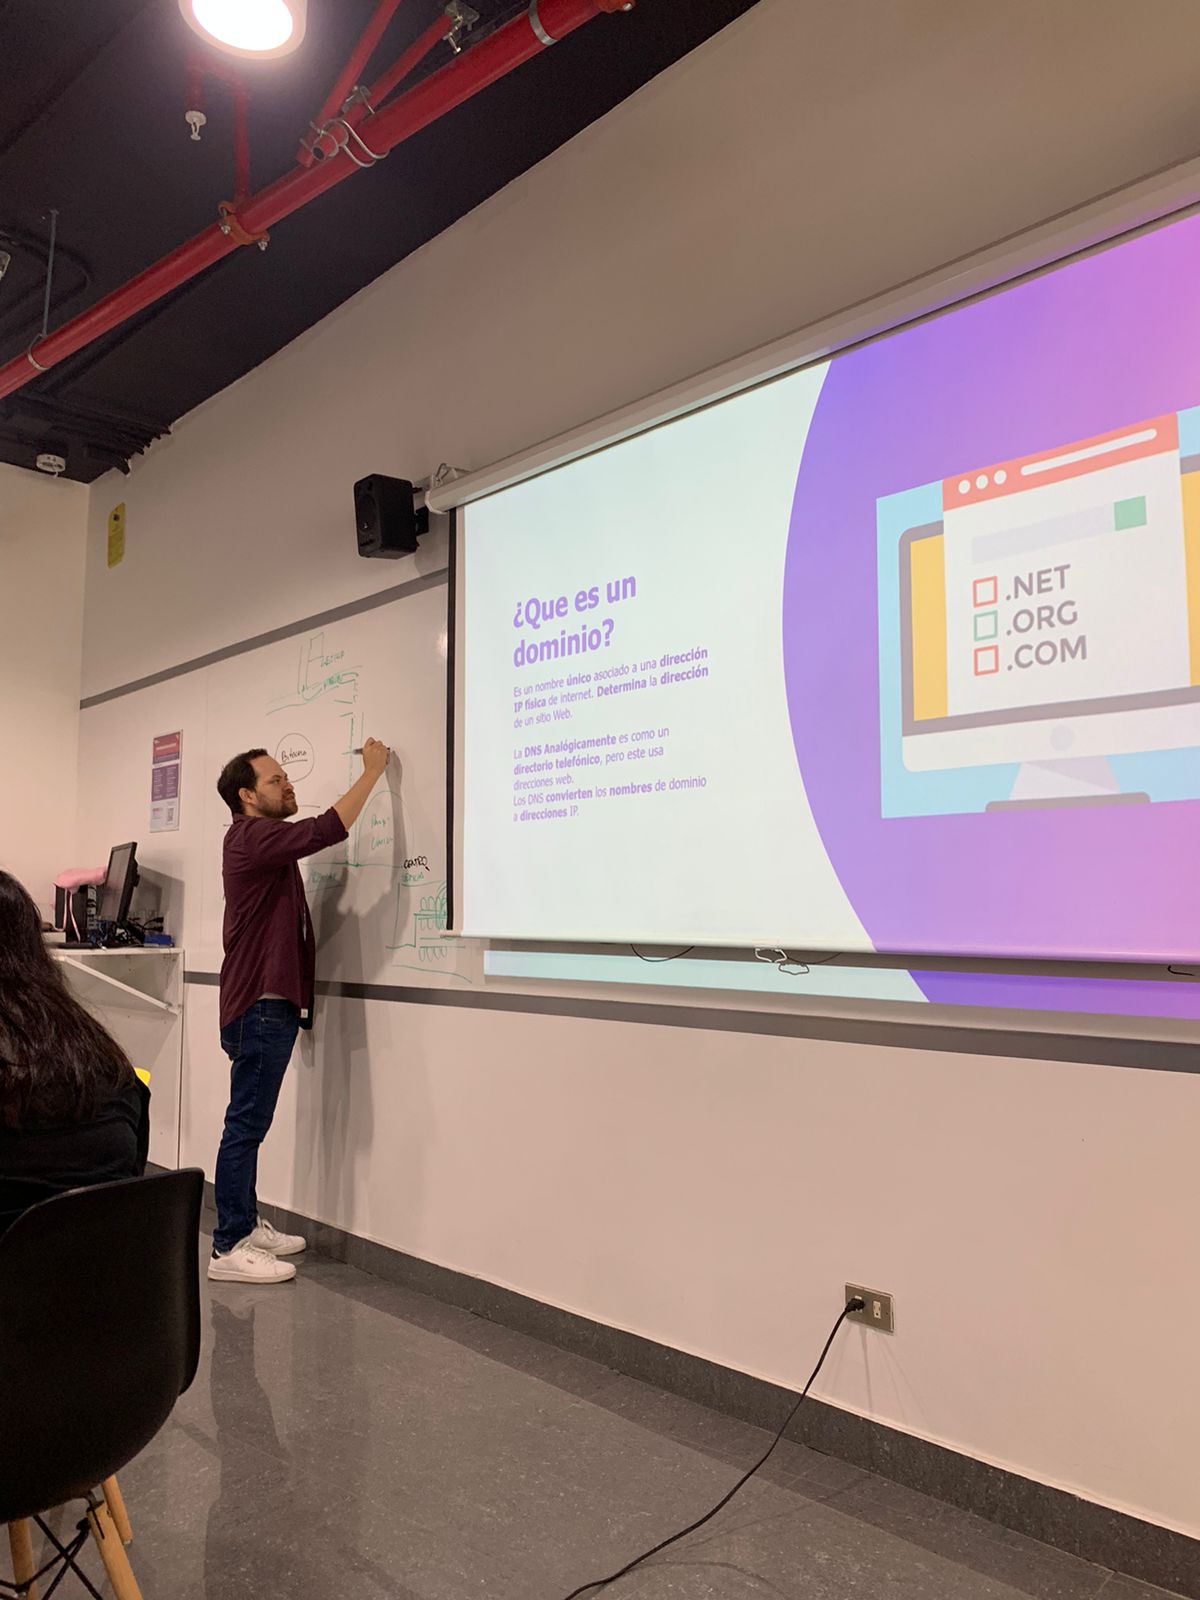 ¿Que es un
dominio?
Es un nombre único asociado a una dirección
IP física de internet. Determina la dirección
de un sitio Web.
La DNS Analógicamente es como un
directorio telefónico, pero este usa
direcciones web.
Los DNS convierten los nombres de dominio
a direcciones IP.
.NET
.ORG
.COM
CENTRO